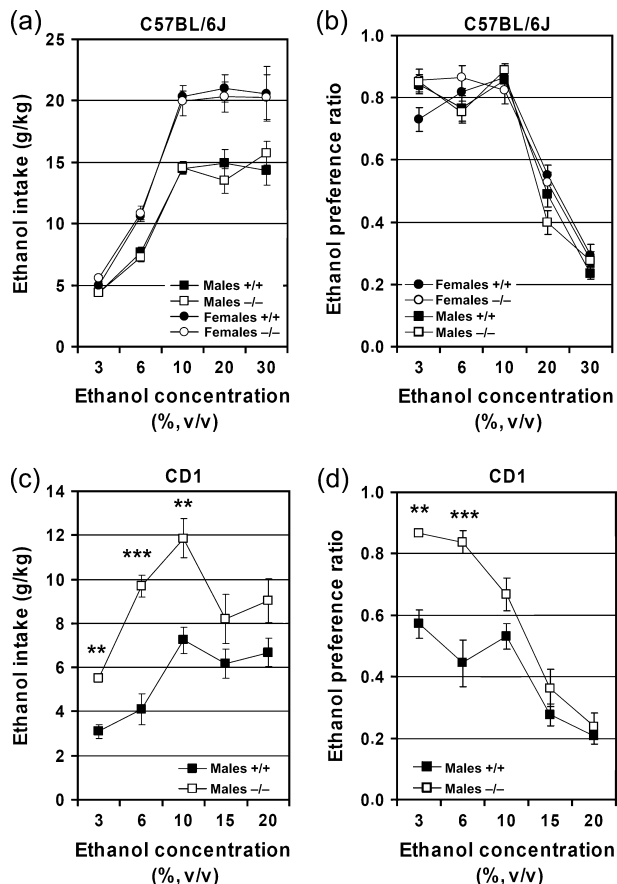 (a)
C57BL/6J
Ethanol intake (g/kg)
25
20
15
10
5
0
Males +/+
Males –/–
Females +/+
Females –/–
3 6 10 20 30
Ethanol concentration
(%, v/v)
(b)
C57BL/6J
Ethanol preference ratio
1.0
0.8
0.6
0.4
0.2
0.0
Females +/+
Females –/–
Males +/+
Males –/–
3 6 10 20 30
Ethanol concentration
(%, v/v)
(c)
CD1
Ethanol intake (g/kg)
14
12
10
8
6
4
2
0
**
***
**
Males +/+
Males –/–
3 6 10 15 20
Ethanol concentration
(%, v/v)
(d)
CD1
Ethanol preference ratio
1.0
0.8
0.6
0.4
0.2
0.0
**
***
Males +/+
Males –/–
3 6 10 15 20
Ethanol concentration
(%, v/v)